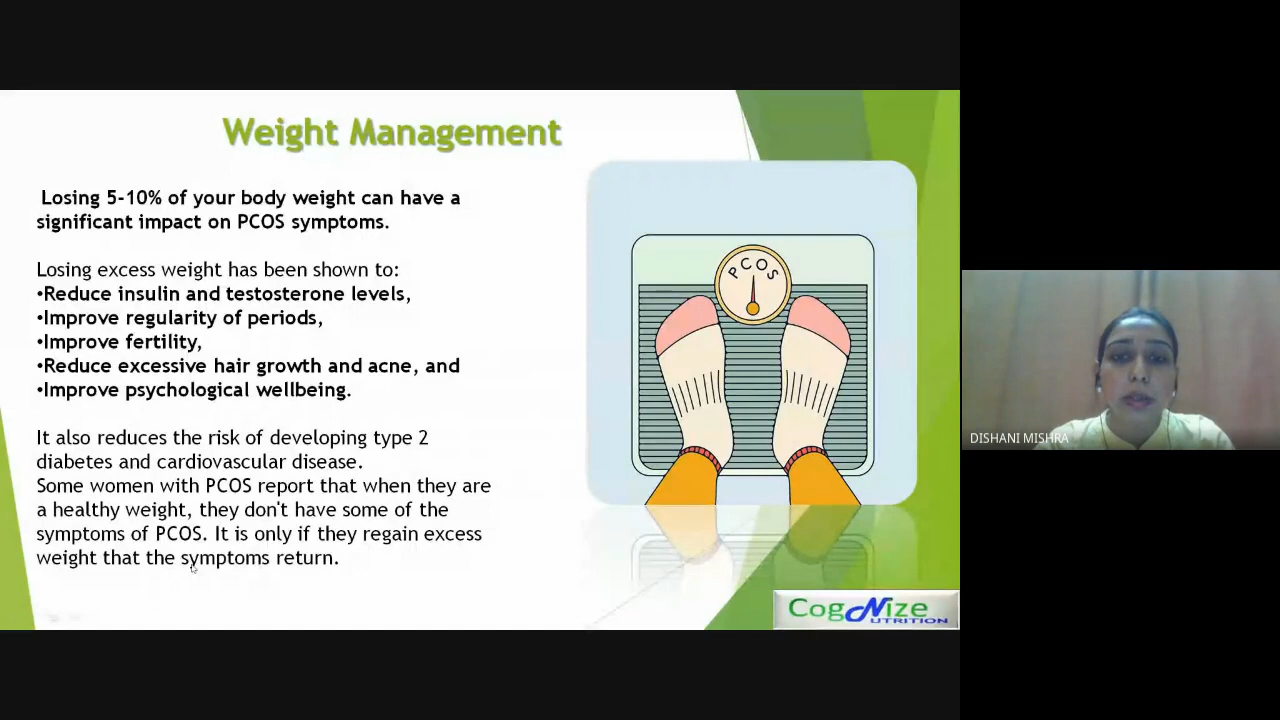 Weight Management
Losing 5-10% of your body weight can have a
significant impact on PCOS symptoms.
Losing excess weight has been shown to:
•Reduce insulin and testosterone levels,
•Improve regularity of periods,
•Improve fertility,
•Reduce excessive hair growth and acne, and
•Improve psychological wellbeing.
It also reduces the risk of developing type 2
diabetes and cardiovascular disease.
Some women with PCOS report that when they are
a healthy weight, they don't have some of the
symptoms of PCOS. It is only if they regain excess
weight that the symptoms return.
PCOS
CogNize
UTRITION
DISHANI MISHRA